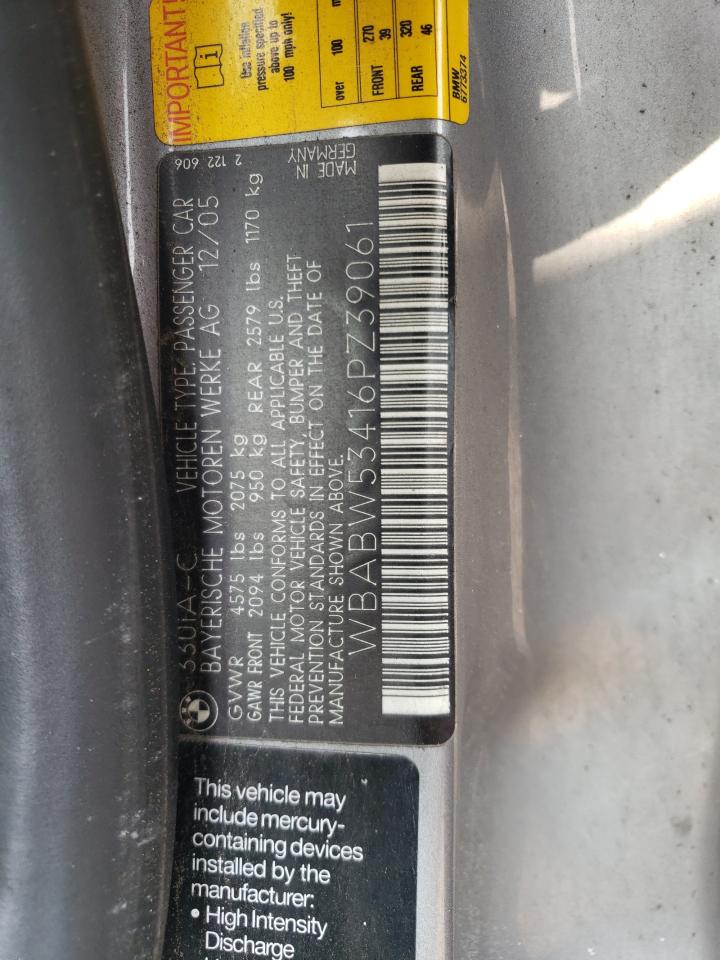 IMPORTANT!
Use inflation
pressure specified
above up to
100 mph only!
over 100 m
FRONT 270
39
REAR 320
46
BMW
6775374
330iA-C VEHICLE TYPE: PASSENGER CAR
2 122 606
BAYERISCHE MOTOREN WERKE AG 12/05
GVWR 4575 lbs 2075 kg
GAWR FRONT 2094 lbs 950 kg REAR 2579 lbs 1170 kg
THIS VEHICLE CONFORMS TO ALL APPLICABLE U.S.
FEDERAL MOTOR VEHICLE SAFETY, BUMPER AND THEFT
PREVENTION STANDARDS IN EFFECT ON THE DATE OF
MANUFACTURE SHOWN ABOVE.
MADE IN
GERMANY
WBABW53416PZ39061
This vehicle may
include mercury-
containing devices
installed by the
manufacturer:
• High Intensity
Discharge